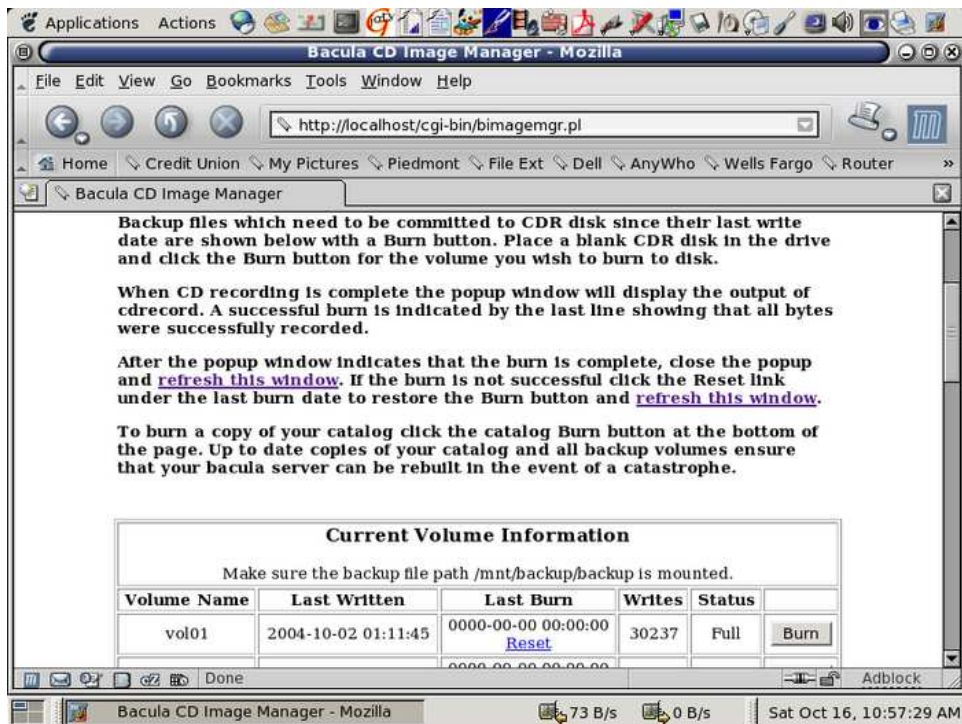 Applications Actions
Bacula CD Image Manager - Mozilla
File Edit View Go Bookmarks Tools Window Help
http://localhost/cgi-bin/bimagemgr.pl
Home Credit Union My Pictures Piedmont File Ext Dell AnyWho Wells Fargo Router »
Bacula CD Image Manager
Backup files which need to be committed to CDR disk since their last write
date are shown below with a Burn button. Place a blank CDR disk in the drive
and click the Burn button for the volume you wish to burn to disk.
When CD recording is complete the popup window will display the output of
cdrecord. A successful burn is indicated by the last line showing that all bytes
were successfully recorded.
After the popup window indicates that the burn is complete, close the popup
and refresh this window. If the burn is not successful click the Reset link
under the last burn date to restore the Burn button and refresh this window.
To burn a copy of your catalog click the catalog Burn button at the bottom
of the page. Up to date copies of your catalog and all backup volumes ensure
that your bacula server can be rebuilt in the event of a catastrophe.
Current Volume Information
Make sure the backup file path /mnt/backup/backup is mounted.
Volume Name Last Written Last Burn Writes Status
vol01 2004-10-02 01:11:45 0000-00-00 00:00:00 30237 Full Burn
Reset
0000-00-00 00:00:00
Done Adblock
Bacula CD Image Manager - Mozilla 73 B/s 0 B/s Sat Oct 16, 10:57:29 AM